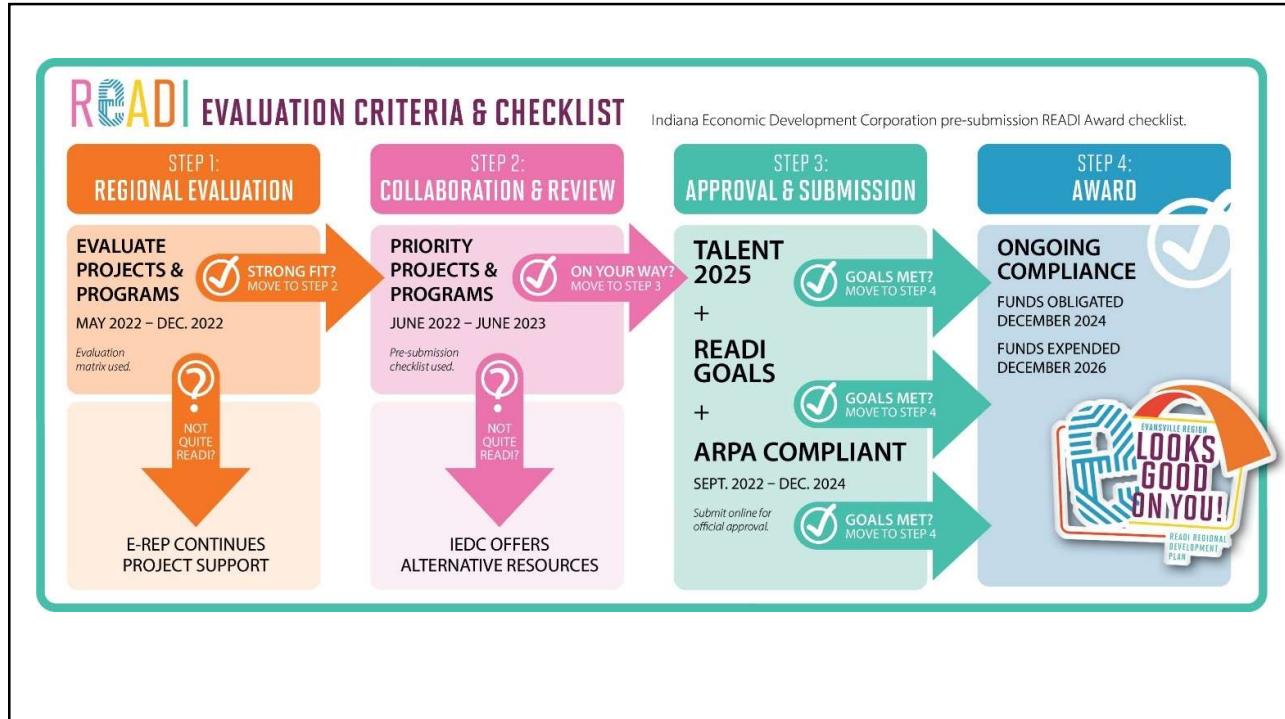 READI EVALUATION CRITERIA & CHECKLIST
Indiana Economic Development Corporation pre-submission READI Award checklist.
STEP 1:
REGIONAL EVALUATION
EVALUATE
PROJECTS &
PROGRAMS
MAY 2022 – DEC. 2022
Evaluation
matrix used.
STRONG FIT?
MOVE TO STEP 2
?
NOT
QUITE
READI?
E-REP CONTINUES
PROJECT SUPPORT
STEP 2:
COLLABORATION & REVIEW
PRIORITY
PROJECTS &
PROGRAMS
JUNE 2022 – JUNE 2023
Pre-submission
checklist used.
ON YOUR WAY?
MOVE TO STEP 3
?
NOT
QUITE
READI?
IEDC OFFERS
ALTERNATIVE RESOURCES
STEP 3:
APPROVAL & SUBMISSION
TALENT
2025
GOALS MET?
MOVE TO STEP 4
+
READI
GOALS
GOALS MET?
MOVE TO STEP 4
+
ARPA COMPLIANT
SEPT. 2022 – DEC. 2024
Submit online for
official approval.
GOALS MET?
MOVE TO STEP 4
STEP 4:
AWARD
ONGOING
COMPLIANCE
FUNDS OBLIGATED
DECEMBER 2024
FUNDS EXPENDED
DECEMBER 2026
e
EVANSVILLE REGION
LOOKS
GOOD
ON YOU!
READI REGIONAL
DEVELOPMENT
PLAN